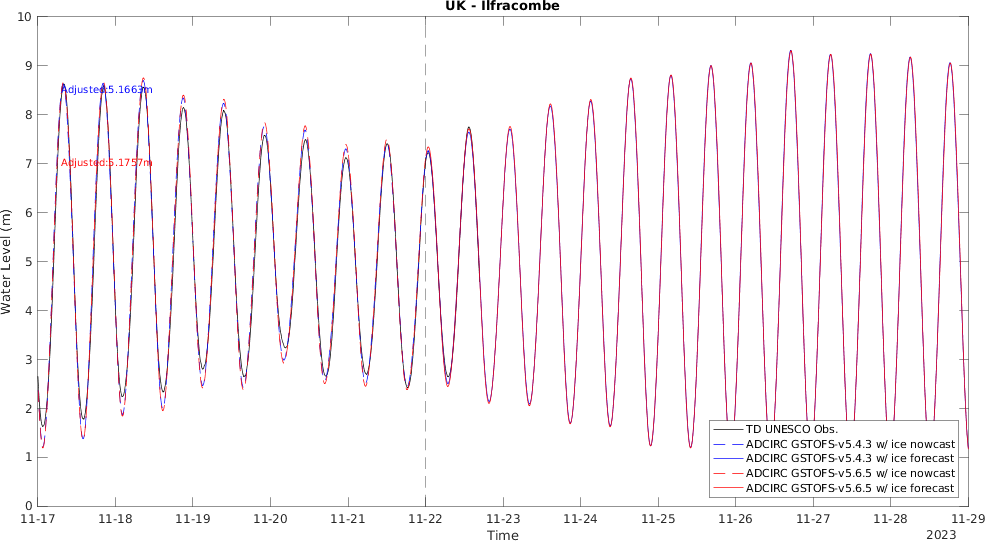 UK - Ilfracombe
10
9
8
7
6
5
4
3
2
1
0
Water Level (m)
Adjusted:5.1663m
Adjusted:5.1757m
TD UNESCO Obs.
ADCIRC GSTOFS-v5.4.3 w/ ice nowcast
ADCIRC GSTOFS-v5.4.3 w/ ice forecast
ADCIRC GSTOFS-v5.6.5 w/ ice nowcast
ADCIRC GSTOFS-v5.6.5 w/ ice forecast
11-17 11-18 11-19 11-20 11-21 11-22 11-23 11-24 11-25 11-26 11-27 11-28 11-29
Time
2023